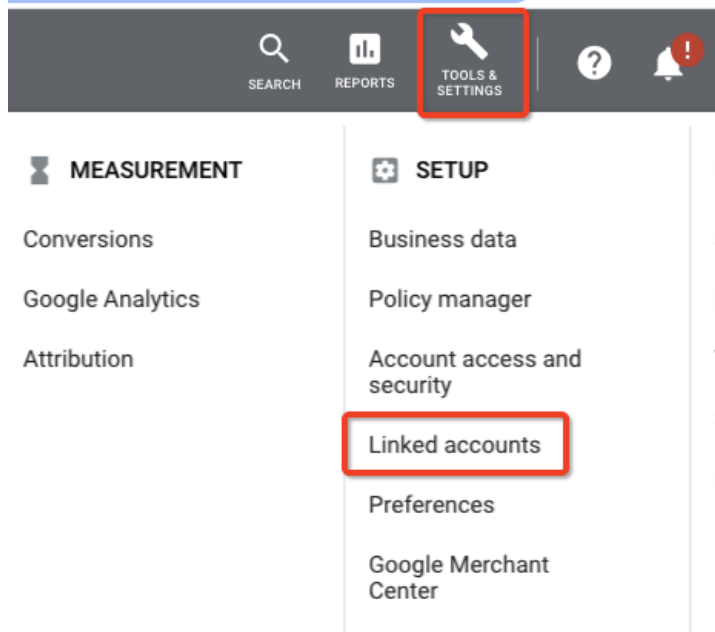 SEARCH
REPORTS
TOOLS &
SETTINGS
?
!
MEASUREMENT
Conversions
Google Analytics
Attribution
SETUP
Business data
Policy manager
Account access and
security
Linked accounts
Preferences
Google Merchant
Center